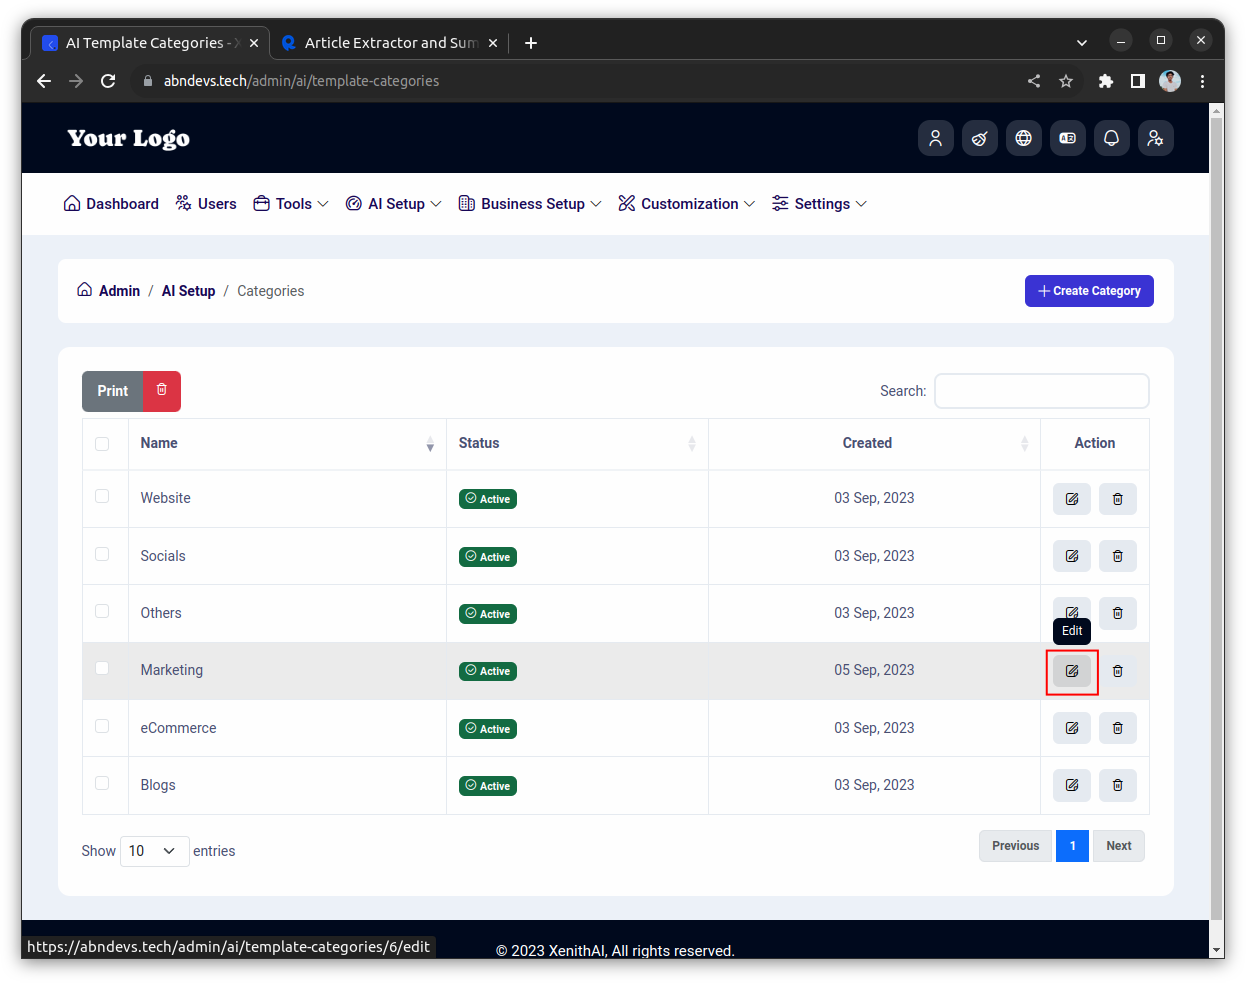 AI Template Categories - X
Article Extractor and Sum
abndevs.tech/admin/ai/template-categories
Your Logo
Dashboard Users Tools AI Setup Business Setup Customization Settings
Admin / AI Setup / Categories
Create Category
Print
Search:
Name Status Created Action
Website Active 03 Sep, 2023
Socials Active 03 Sep, 2023
Others Active 03 Sep, 2023
Edit
Marketing Active 05 Sep, 2023
eCommerce Active 03 Sep, 2023
Blogs Active 03 Sep, 2023
Show 10 entries
Previous 1 Next
https://abndevs.tech/admin/ai/template-categories/6/edit
© 2023 XenithAI, All rights reserved.